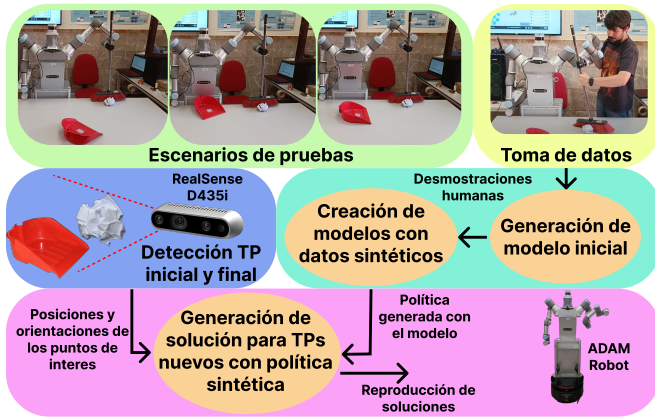 Escenarios de pruebas
Toma de datos
RealSense
D435i
Detección TP
inicial y final
Desmostraciones
humanas
Creación de
modelos con
datos sintéticos
Generación de
modelo inicial
Posiciones y
orientaciones de
los puntos de
interes
Generación de
solución para TPs
nuevos con política
sintética
Política
generada con
el modelo
Reproducción de
soluciones
ADAM
Robot